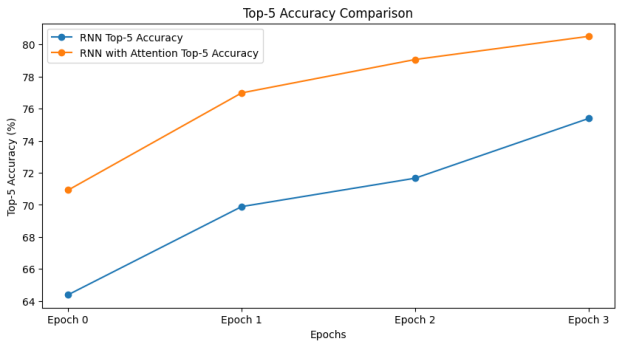 Top-5 Accuracy Comparison
RNN Top-5 Accuracy
RNN with Attention Top-5 Accuracy
Top-5 Accuracy (%)
80
78
76
74
72
70
68
66
64
Epoch 0
Epoch 1
Epoch 2
Epoch 3
Epochs